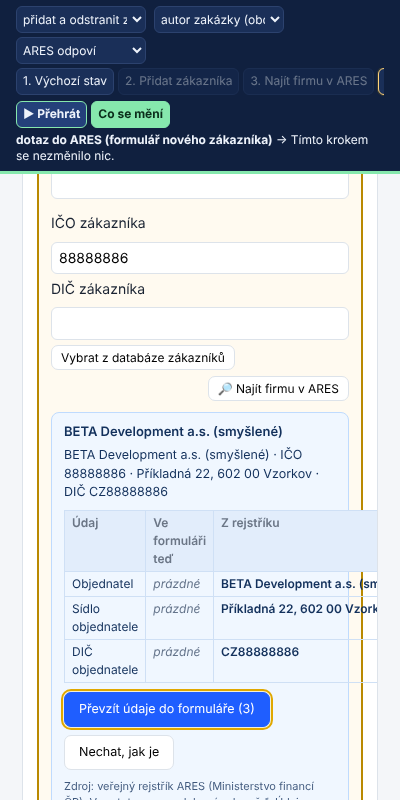 přidat a odstranit z
autor zakázky (obc
ARES odpoví
1. Výchozí stav
2. Přidat zákazníka
3. Najít firmu v ARES
▶ Přehrát
Co se mění
dotaz do ARES (formulář nového zákazníka) → Tímto krokem
se nezměnilo nic.
IČO zákazníka
88888886
DIČ zákazníka
Vybrat z databáze zákazníků
🔎 Najít firmu v ARES
BETA Development a.s. (smyšlené)
BETA Development a.s. (smyšlené) · IČO
88888886 · Příkladná 22, 602 00 Vzorkov ·
DIČ CZ88888886
Údaj
Ve
formuláři
teď
Z rejstříku
Objednatel
prázdné
BETA Development a.s. (sm
Sídlo
objednatele
prázdné
Příkladná 22, 602 00 Vzork
DIČ
objednatele
prázdné
CZ88888886
Převzít údaje do formuláře (3)
Nechat, jak je
Zdroj: veřejný rejstřík ARES (Ministerstvo financí